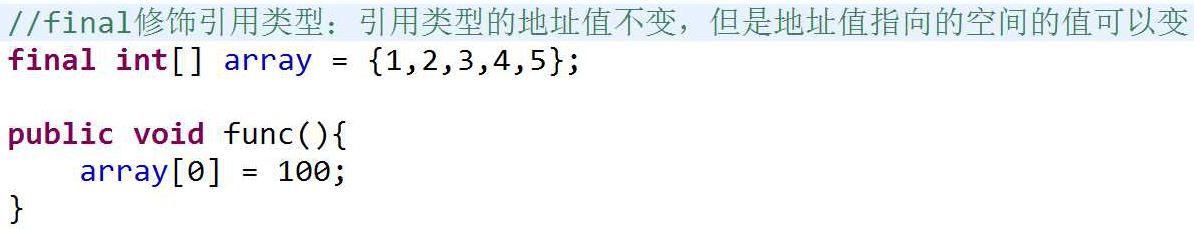 //final修饰引用类型：引用类型的地址值不变，但是地址值指向的空间的值可以变
final int[] array = {1,2,3,4,5};
public void func(){
    array[0] = 100;
}